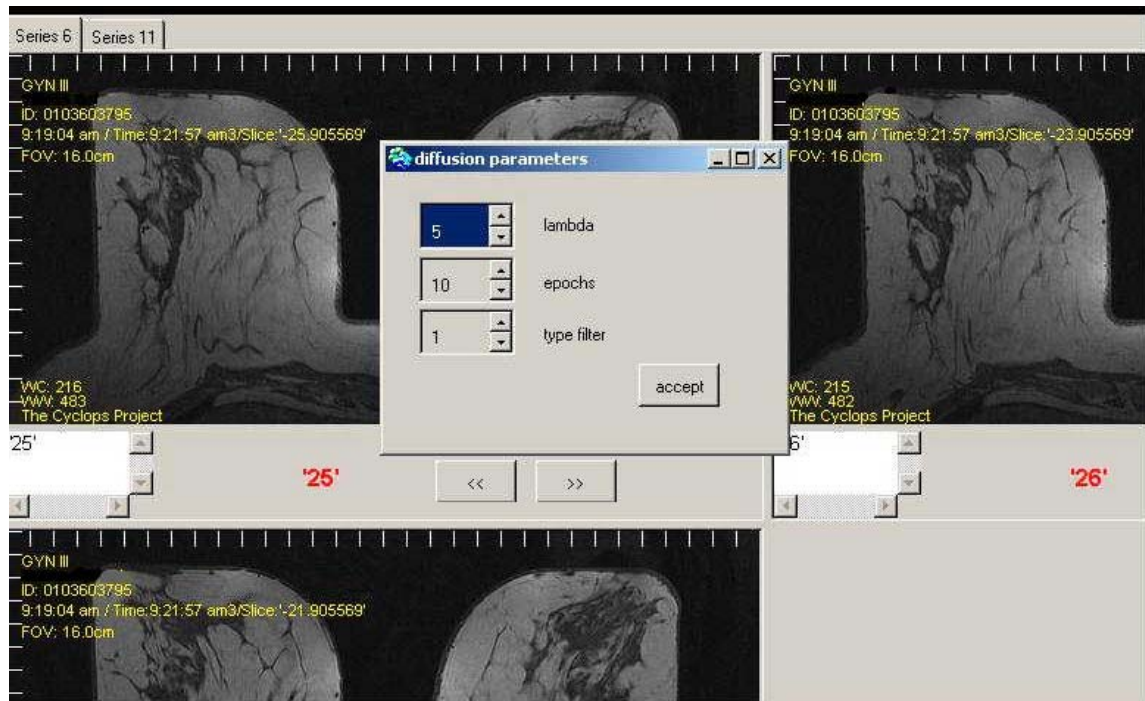 Series 6
Series 11
GYN III
ID: 0103603795
9:19:04 am / Time:9:21:57 am3/Slice:'-25.905569'
FOV: 16.0cm
WC: 216
WW: 483
The Cyclops Project
GYN III
ID: 0103603795
9:19:04 am / Time:9:21:57 am3/Slice:'-23.905569'
FOV: 16.0cm
WC: 215
WW: 482
The Cyclops Project
diffusion parameters
5 lambda
10 epochs
1 type filter
accept
25'
'25'
<< >>
6'
'26'
GYN III
ID: 0103603795
9:19:04 am / Time:9:21:57 am3/Slice:'-21.905569'
FOV: 16.0cm